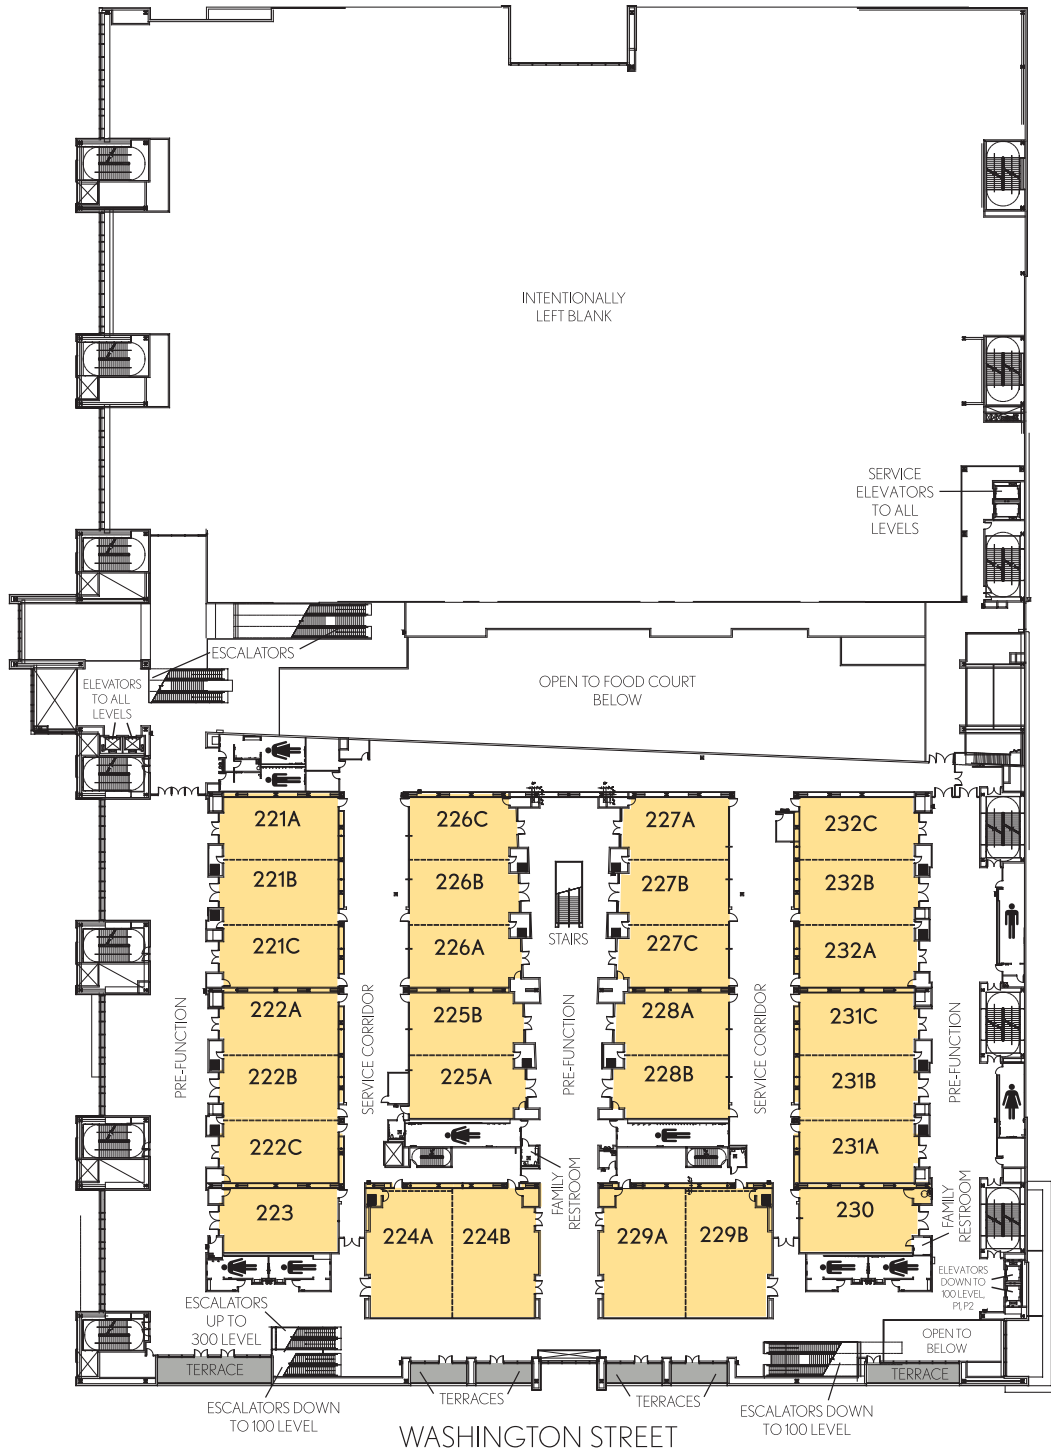 INTENTIONALLY
LEFT BLANK
SERVICE
ELEVATORS
TO ALL
LEVELS
ESCALATORS
ELEVATORS
TO ALL
LEVELS
OPEN TO FOOD COURT
BELOW
221A
226C
227A
232C
221B
226B
227B
232B
STAIRS
221C
226A
227C
232A
PRE-FUNCTION
SERVICE CORRIDOR
PRE-FUNCTION
SERVICE CORRIDOR
PRE-FUNCTION
222A
225B
228A
231C
222B
225A
228B
231B
222C
231A
FAMILY
RESTROOM
FAMILY
RESTROOM
223
224A
224B
229A
229B
230
ELEVATORS
DOWN TO
100 LEVEL,
P1, P2
ESCALATORS
UP TO
300 LEVEL
OPEN TO
BELOW
TERRACE
TERRACE
TERRACES
TERRACES
ESCALATORS DOWN
TO 100 LEVEL
ESCALATORS DOWN
TO 100 LEVEL
WASHINGTON STREET